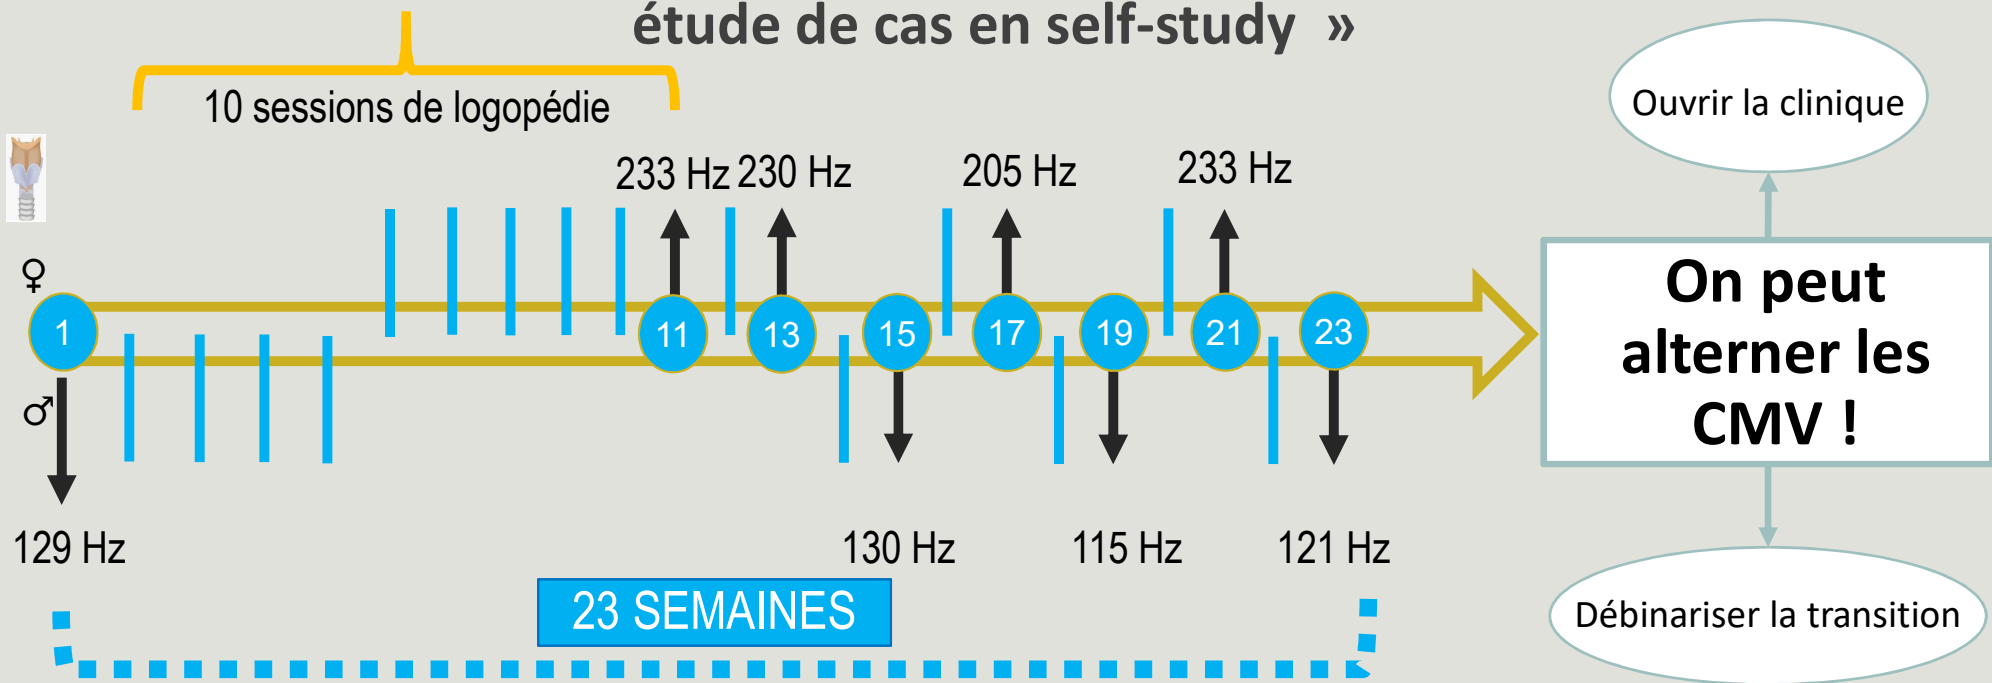 étude de cas en self-study »
10 sessions de logopédie
Ouvrir la clinique
233 Hz 230 Hz 205 Hz 233 Hz
♀
1 11 13 15 17 19 21 23
♂
On peut
alterner les
CMV !
129 Hz 130 Hz 115 Hz 121 Hz
23 SEMAINES
Débinariser la transition